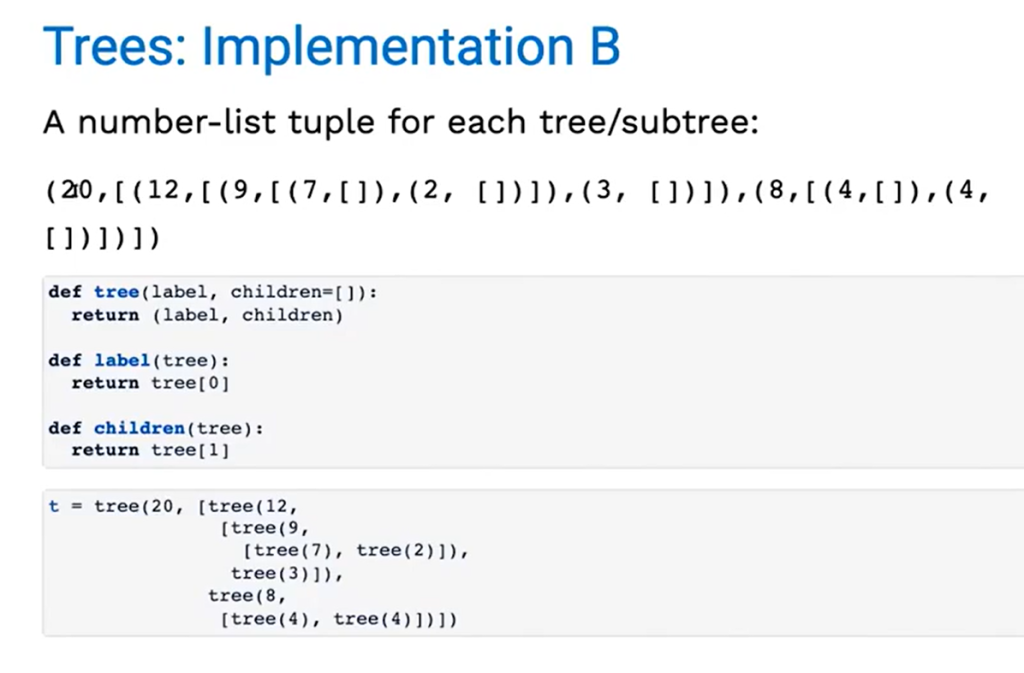 Trees: Implementation B
A number-list tuple for each tree/subtree:
(20,[(12,[(9,[(7,[]),(2, [])]),(3, [])]),(8,[(4,[]),(4,
[])])])
def tree(label, children=[]):
  return (label, children)
def label(tree):
  return tree[0]
def children(tree):
  return tree[1]
t = tree(20, [tree(12,
               [tree(9,
                 [tree(7), tree(2)]),
                tree(3)]),
              tree(8,
               [tree(4), tree(4)])])